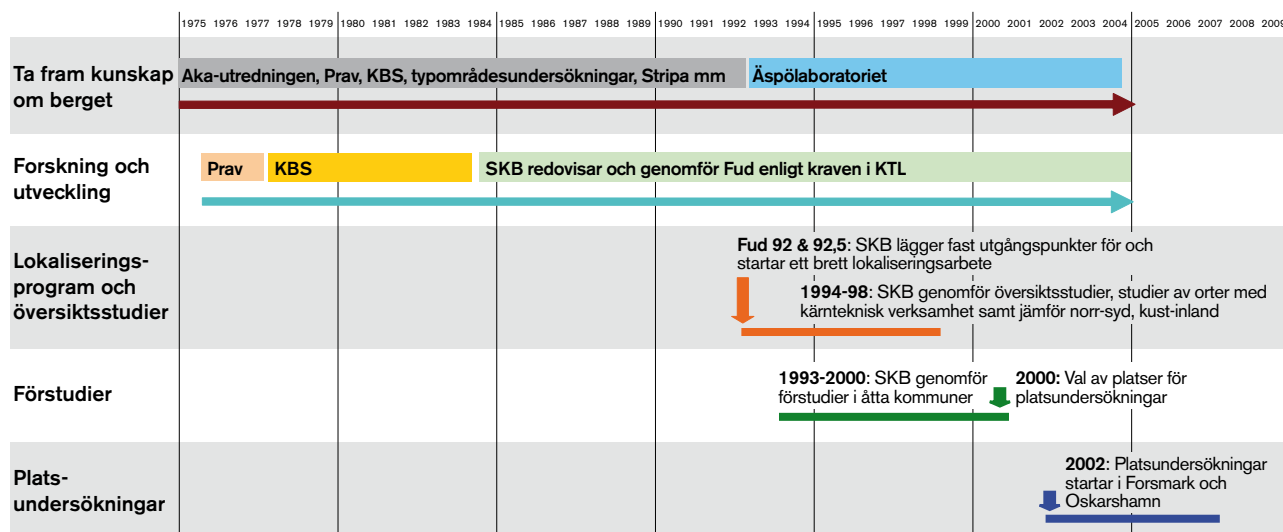 1975 1976 1977 1978 1979 1980 1981 1982 1983 1984 1985 1986 1987 1988 1989 1990 1991 1992 1993 1994 1995 1996 1997 1998 1999 2000 2001 2002 2003 2004 2005 2006 2007 2008 2009
Ta fram kunskap
om berget
Aka-utredningen, Prav, KBS, typområdesundersökningar, Stripa mm
Äspölaboratoriet
Forskning och
utveckling
Prav
KBS
SKB redovisar och genomför Fud enligt kraven i KTL
Lokaliserings-
program och
översiktsstudier
Fud 92 & 92,5: SKB lägger fast utgångspunkter för och
startar ett brett lokaliseringsarbete
1994-98: SKB genomför översiktsstudier, studier av orter med
kärnteknisk verksamhet samt jämför norr-syd, kust-inland
Förstudier
1993-2000: SKB genomför
förstudier i åtta kommuner
2000: Val av platser för
platsundersökningar
Plats-
undersökningar
2002: Platsundersökningar
startar i Forsmark och
Oskarshamn